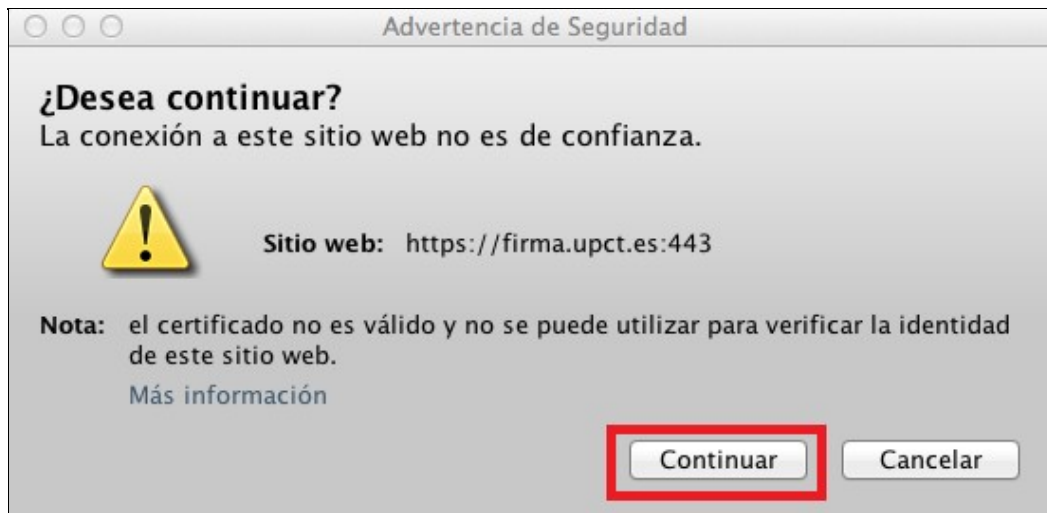 Advertencia de Seguridad
¿Desea continuar?
La conexión a este sitio web no es de confianza.
Sitio web: https://firma.upct.es:443
Nota: el certificado no es válido y no se puede utilizar para verificar la identidad
de este sitio web.
Más información
Continuar Cancelar